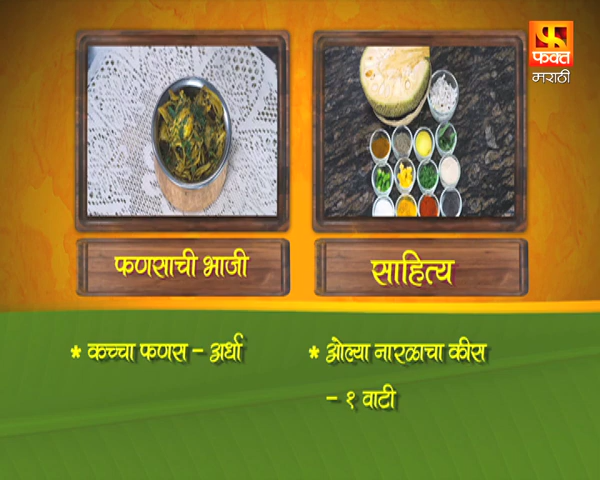 फक्त
मराठी
फणसाची भाजी
साहित्य
* कच्चा फणस - अर्धा
* ओल्या नारळाचा कीस
- १ वाटी